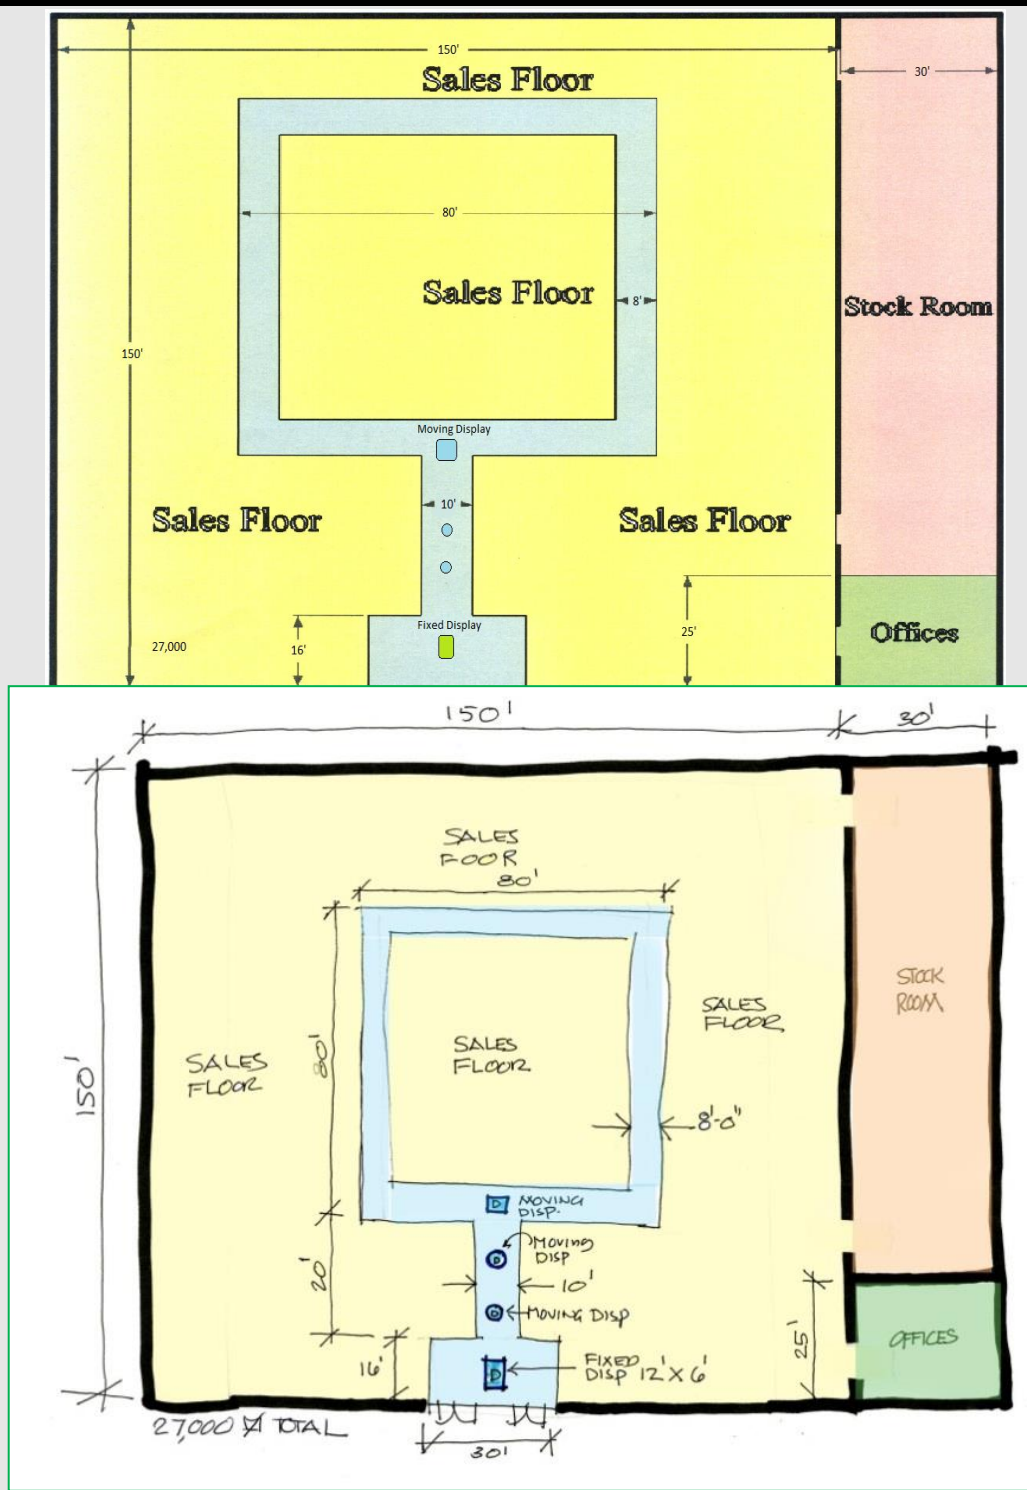 150'
30'
Sales Floor
80'
Sales Floor
8'
Stock Room
150'
Moving Display
10'
Sales Floor
Sales Floor
Fixed Display
25'
Offices
27,000
16'
150'
30'
SALES
FOOR
80'
STOCK
ROOM
SALES
FLOOR
80'
SALES
FLOOR
SALES
FLOOR
150'
8'-0"
D
MOVING
DISP.
MOVING
DISP
D
20'
10'
D
MOVING DISP
25'
OFFICES
16'
FIXED
DISP 12' X 6'
D
27,000 TOTAL
30'